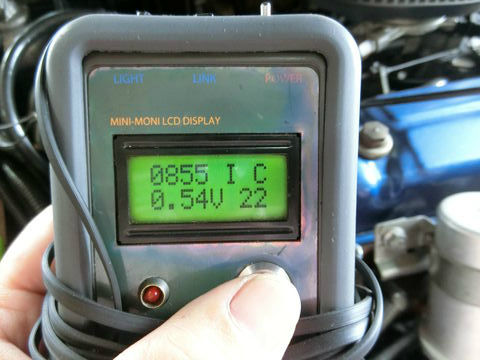 LIGHT LINK POWER
MINI-MONI LCD DISPLAY
0855 I C
0.54V 22